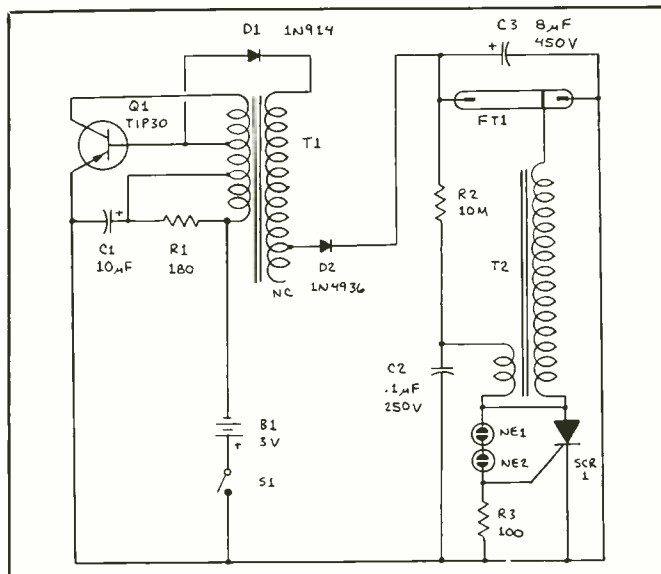 D1 1N914
C3 8µF
450V
+
Q1
TIP30
T1
FT1
R2
10M
+
C1
10µF
R1
180
D2
1N4936
NC
T2
C2
.1µF
250V
B1
3V
+
NE1
NE2
SCR
1
S1
R3
100